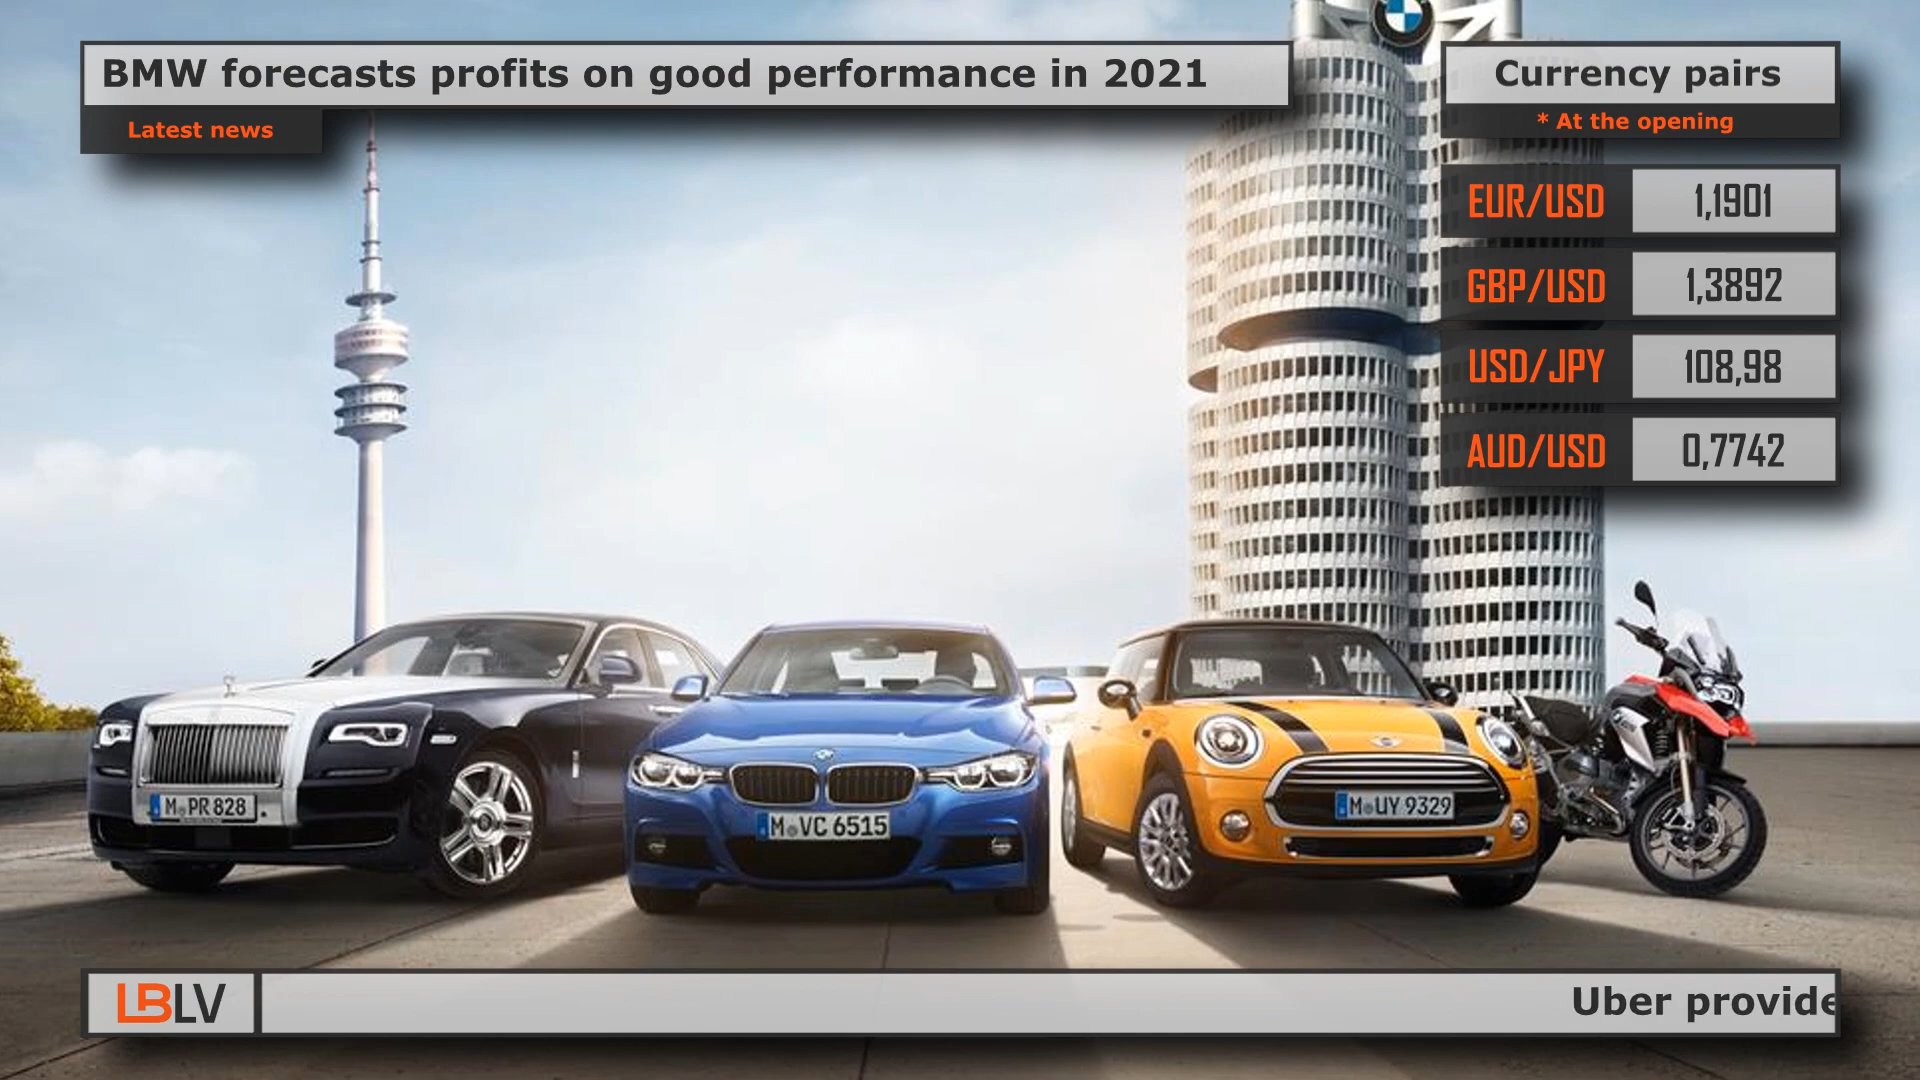 BMW forecasts profits on good performance in 2021
Latest news
Currency pairs
* At the opening
EUR/USD 1,1901
GBP/USD 1,3892
USD/JPY 108,98
AUD/USD 0,7742
M PR 828
M VC 6515
M UY 9329
LBLV
Uber provide